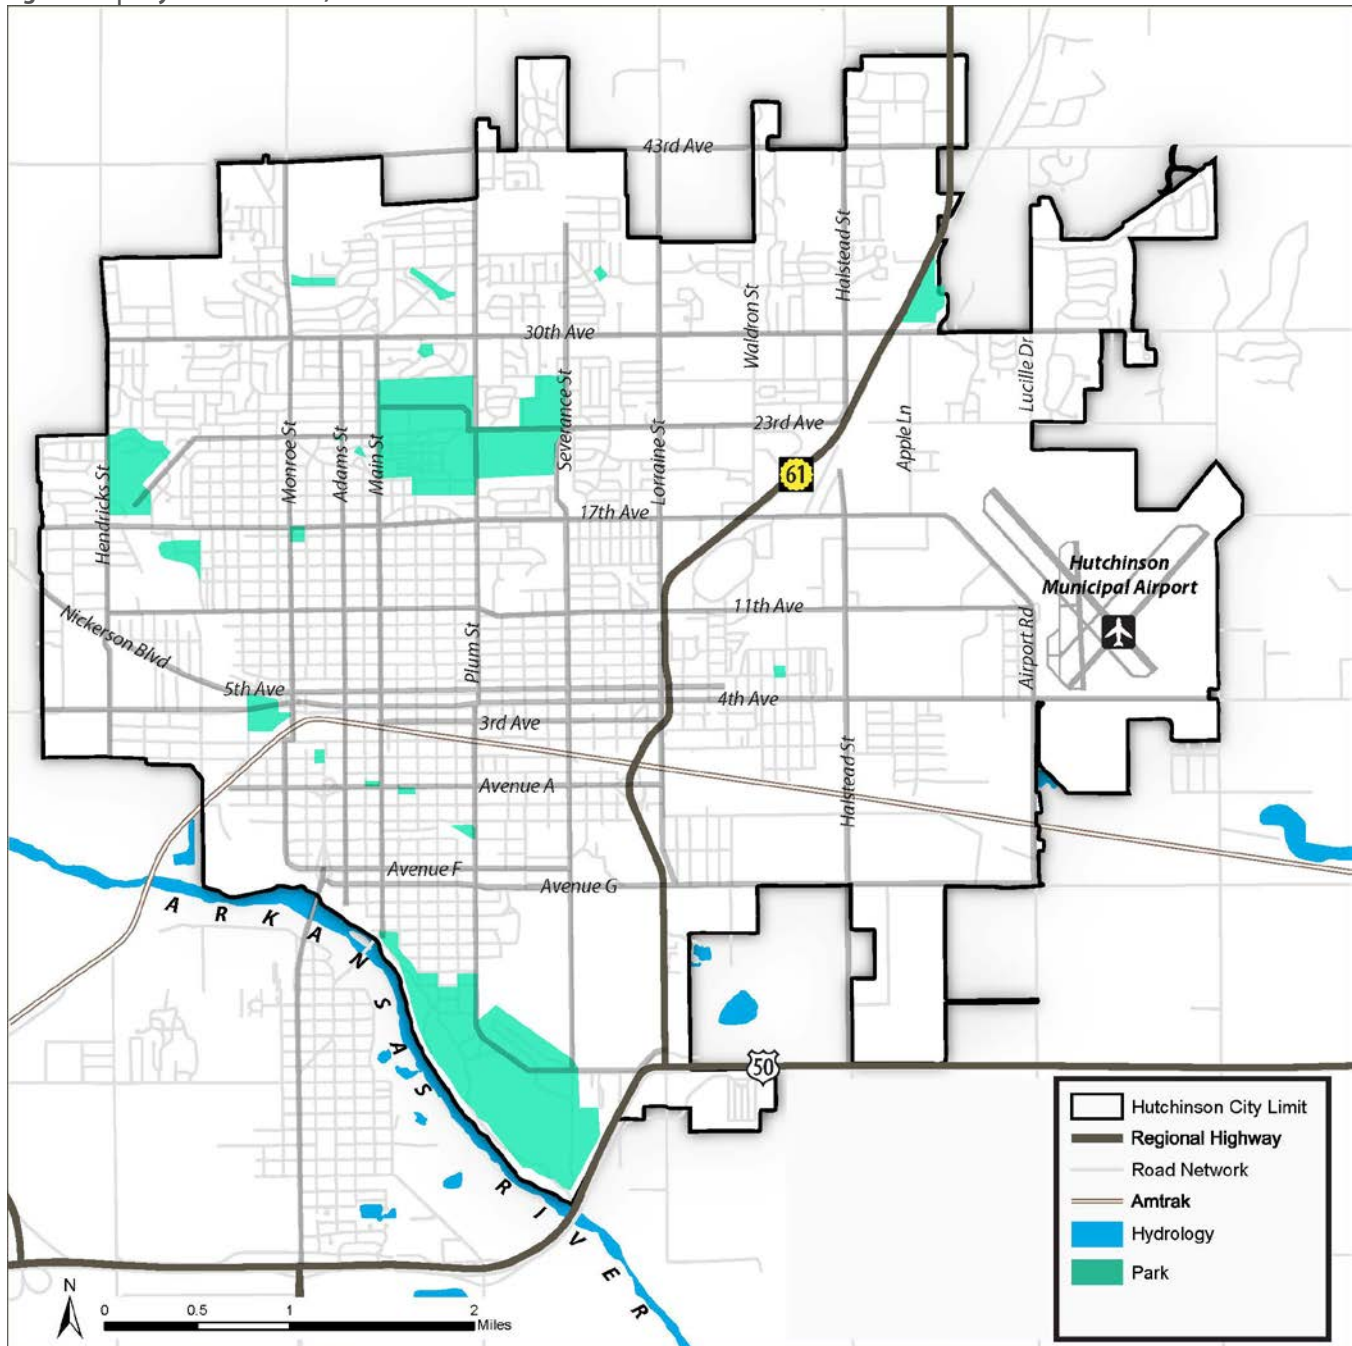 43rd Ave
Halstead St
Waldron St
30th Ave
Lucille Dr
Severance St
23rd Ave
Apple Ln
Monroe St
Adams St
Main St
Lorraine St
61
Hendricks St
17th Ave
Hutchinson
Municipal Airport
11th Ave
Nickerson Blvd
Plum St
Airport Rd
5th Ave
4th Ave
3rd Ave
Halstead St
Avenue A
Avenue F
Avenue G
ARKANSAS RIVER
50
Hutchinson City Limit
Regional Highway
Road Network
Amtrak
Hydrology
Park
N
0 0.5 1 2
Miles